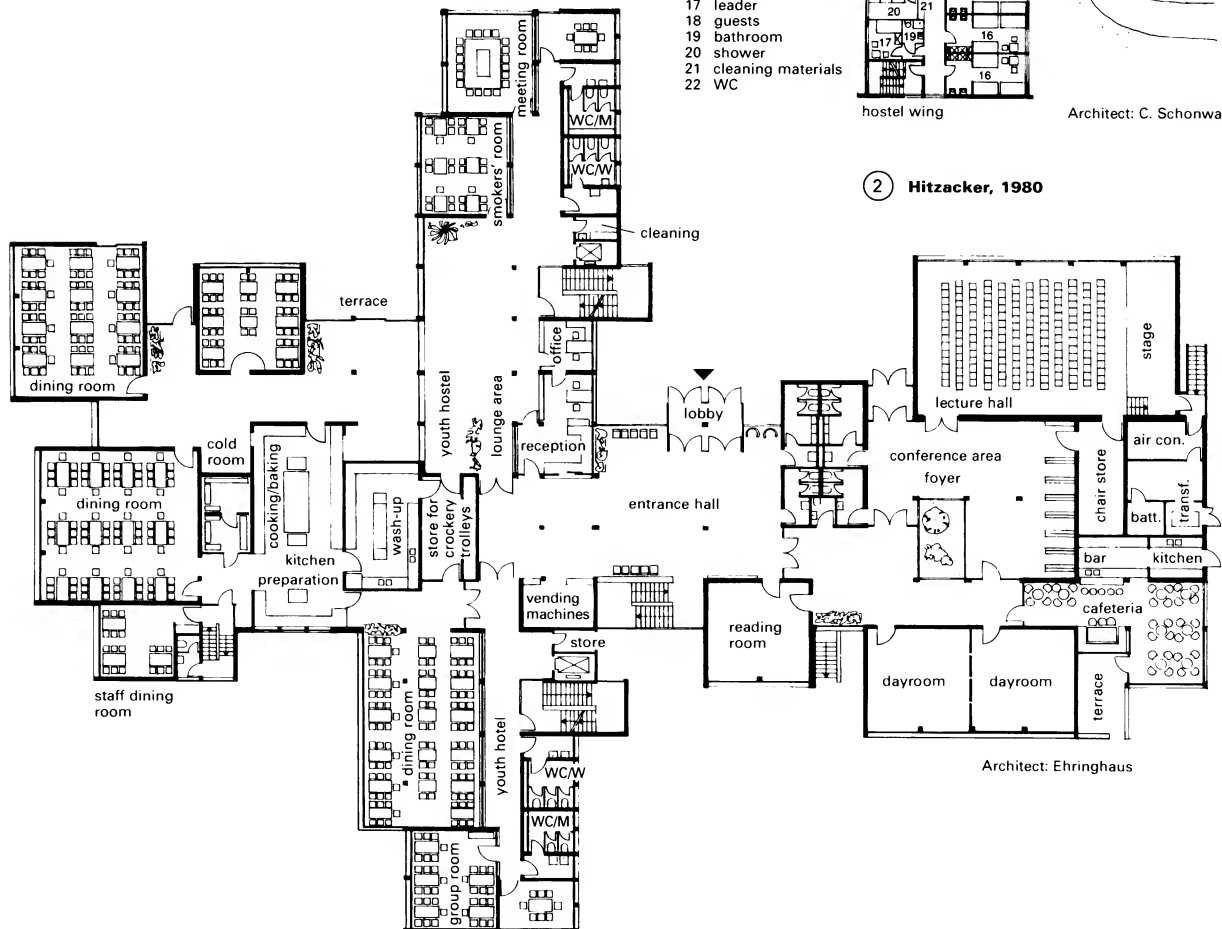 17 leader
18 guests
19 bathroom
20 shower
21 cleaning materials
22 WC
20
21
17
19
16
16
hostel wing
Architect: C. Schonwa
2 Hitzacker, 1980
meeting room
smokers' room
WC/M
WC/W
cleaning
terrace
dining room
youth hostel
lounge area
office
reception
lobby
lecture hall
stage
cold
room
dining room
cooking/baking
kitchen
preparation
wash-up
store for
crockery
trolleys
entrance hall
conference area
foyer
chair store
air con.
batt.
transf.
bar
kitchen
cafeteria
vending
machines
store
reading
room
dayroom
dayroom
terrace
staff dining
room
dining room
youth hotel
WC/W
WC/M
group room
Architect: Ehringhaus